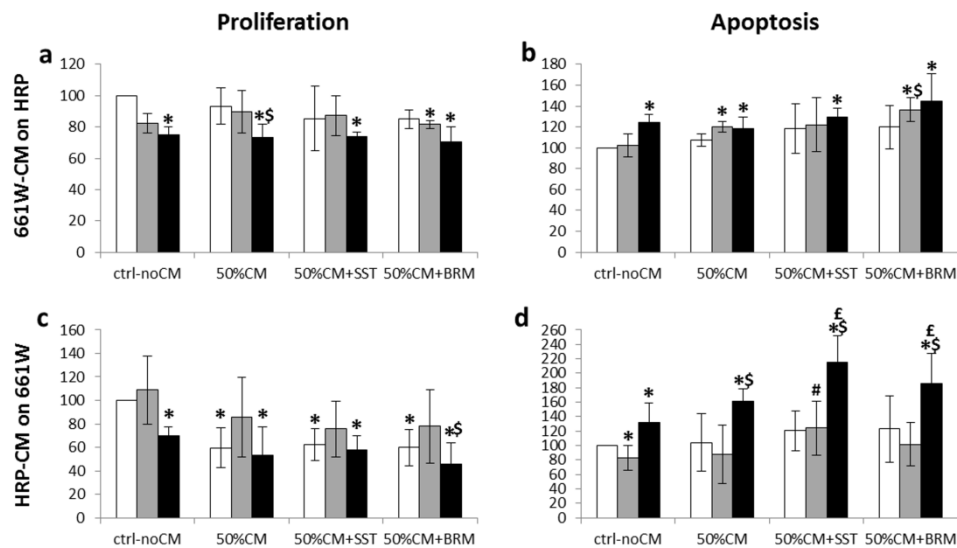 Proliferation
Apoptosis
661W-CM on HRP
a
120
100
80
60
40
20
0
* *$ * * *
ctrl-noCM 50%CM 50%CM+SST 50%CM+BRM
b
180
160
140
120
100
80
60
40
20
0
* * * * *$ *
ctrl-noCM 50%CM 50%CM+SST 50%CM+BRM
HRP-CM on 661W
c
160
140
120
100
80
60
40
20
0
* * * * * * *$
ctrl-noCM 50%CM 50%CM+SST 50%CM+BRM
d
260
240
220
200
180
160
140
120
100
80
60
40
20
0
£ £
* * *$ # *$ *$
ctrl-noCM 50%CM 50%CM+SST 50%CM+BRM